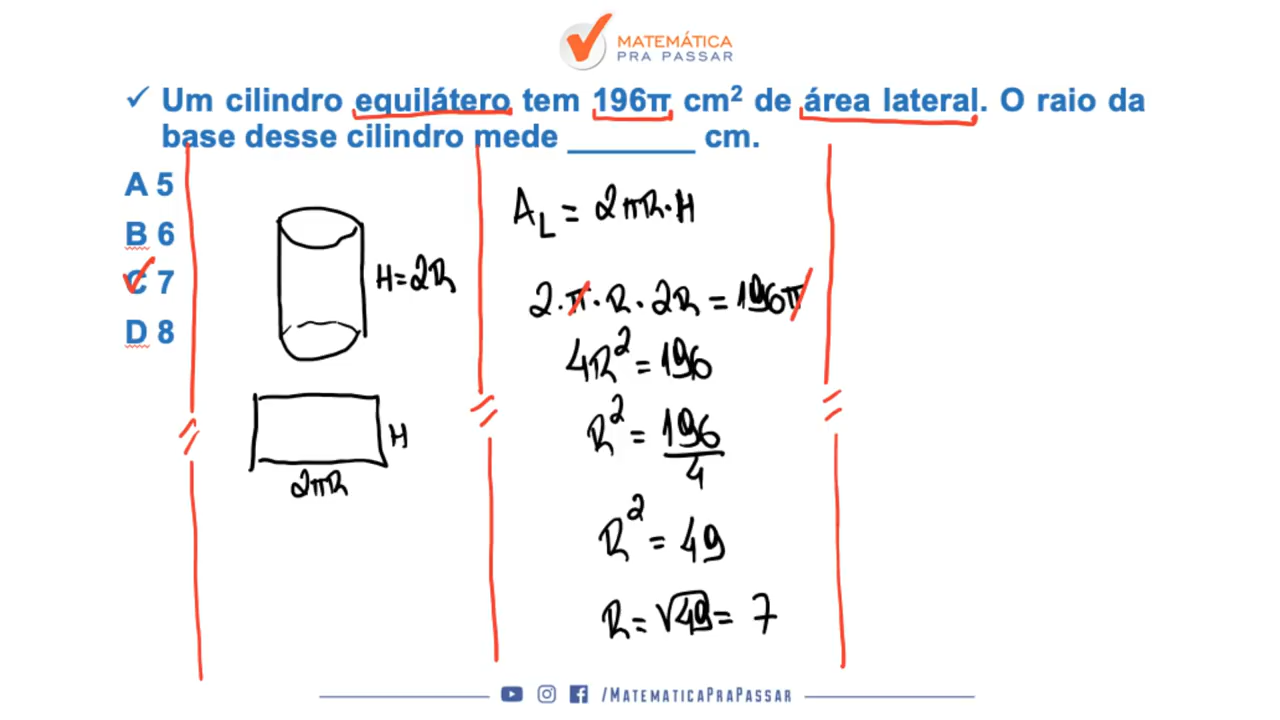 MATEMÁTICA
PRA PASSAR
✓ Um cilindro equilátero tem 196π cm² de área lateral. O raio da
base desse cilindro mede ________ cm.
A 5
B 6
C 7
D 8
H=2R
H
2πR
A_L = 2πR·H
2·π·R·2R = 196π
4R² = 196
R² = 196/4
R² = 49
R = √49 = 7
/MATEMATICAPRAPASSAR